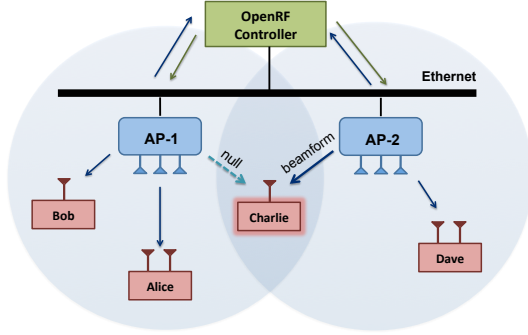 OpenRF
Controller
Ethernet
AP-1
AP-2
null
beamform
Bob
Charlie
Alice
Dave